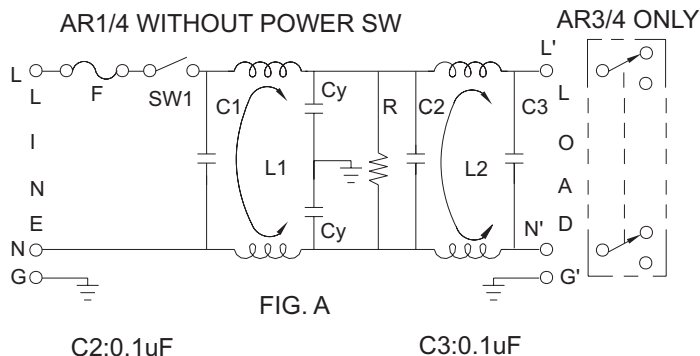 AR1/4 WITHOUT POWER SW
AR3/4 ONLY
L
L'
F
SW1
C1
Cy
R
C2
C3
L
I
N
E
L1
L2
L
O
A
D
Cy
N
N'
G
G'
FIG. A
C2:0.1uF
C3:0.1uF